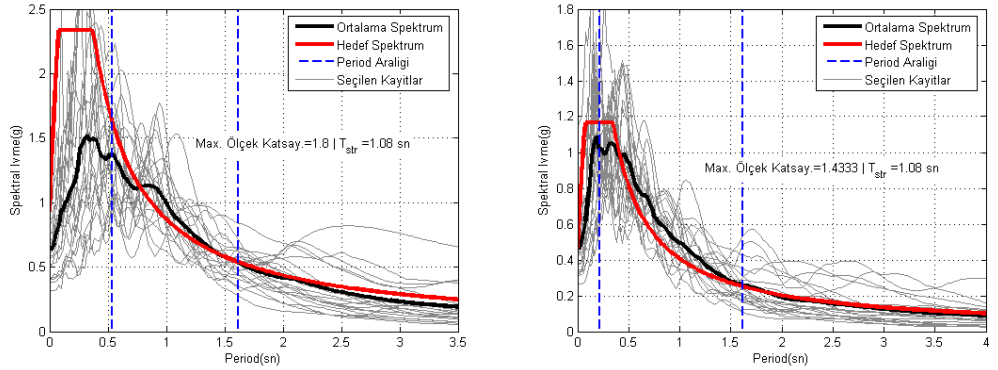 Ortalama Spektrum
Hedef Spektrum
Period Araligi
Seçilen Kayitlar
Max. Ölçek Katsay.=1.8 | T_str =1.08 sn
Spektral Ivme(g)
2.5
2
1.5
1
0.5
0
0 0.5 1 1.5 2 2.5 3 3.5
Period(sn)
Ortalama Spektrum
Hedef Spektrum
Period Araligi
Seçilen Kayitlar
Max. Ölçek Katsay.=1.4333 | T_str =1.08 sn
Spektral Ivme(g)
1.8
1.6
1.4
1.2
1
0.8
0.6
0.4
0.2
0
0 0.5 1 1.5 2 2.5 3 3.5 4
Period(sn)